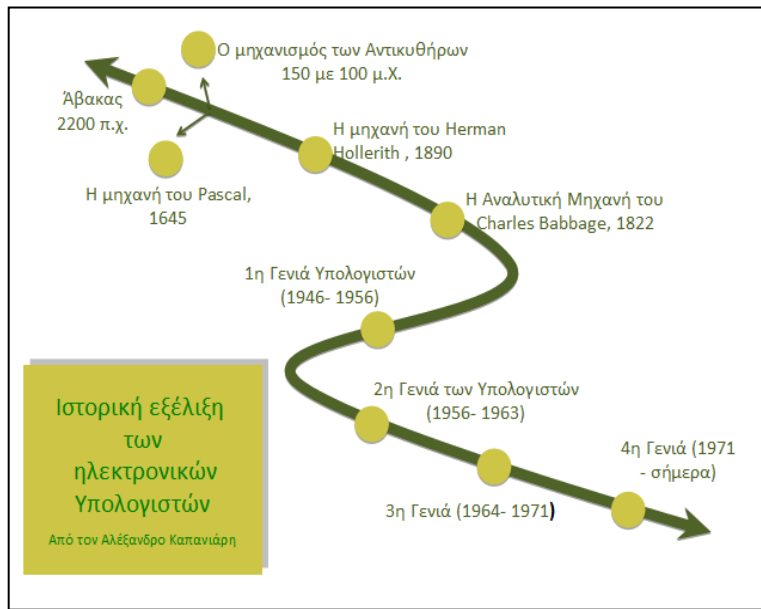 Ο μηχανισμός των Αντικυθήρων
150 με 100 μ.Χ.
Άβακας
2200 π.χ.
Η μηχανή του Pascal,
1645
Η μηχανή του Herman
Hollerith , 1890
Η Αναλυτική Μηχανή του
Charles Babbage, 1822
1η Γενιά Υπολογιστών
(1946- 1956)
2η Γενιά των Υπολογιστών
(1956- 1963)
3η Γενιά (1964- 1971)
4η Γενιά (1971
- σήμερα)
Ιστορική εξέλιξη
των
ηλεκτρονικών
Υπολογιστών
Από τον Αλέξανδρο Καπανιάρη